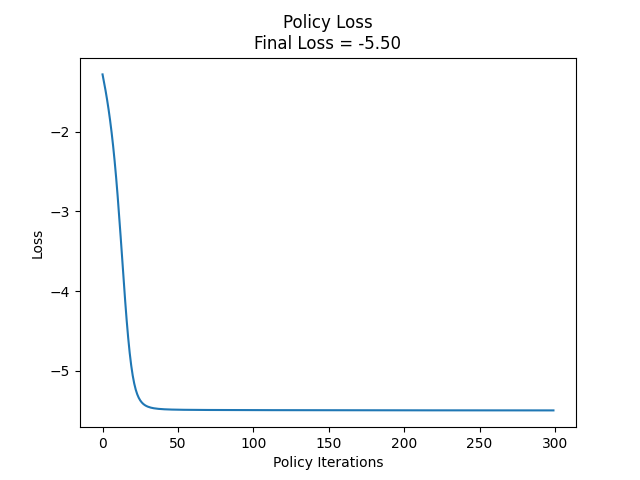 Policy Loss
Final Loss = -5.50
Loss
−2
−3
−4
−5
0 50 100 150 200 250 300
Policy Iterations